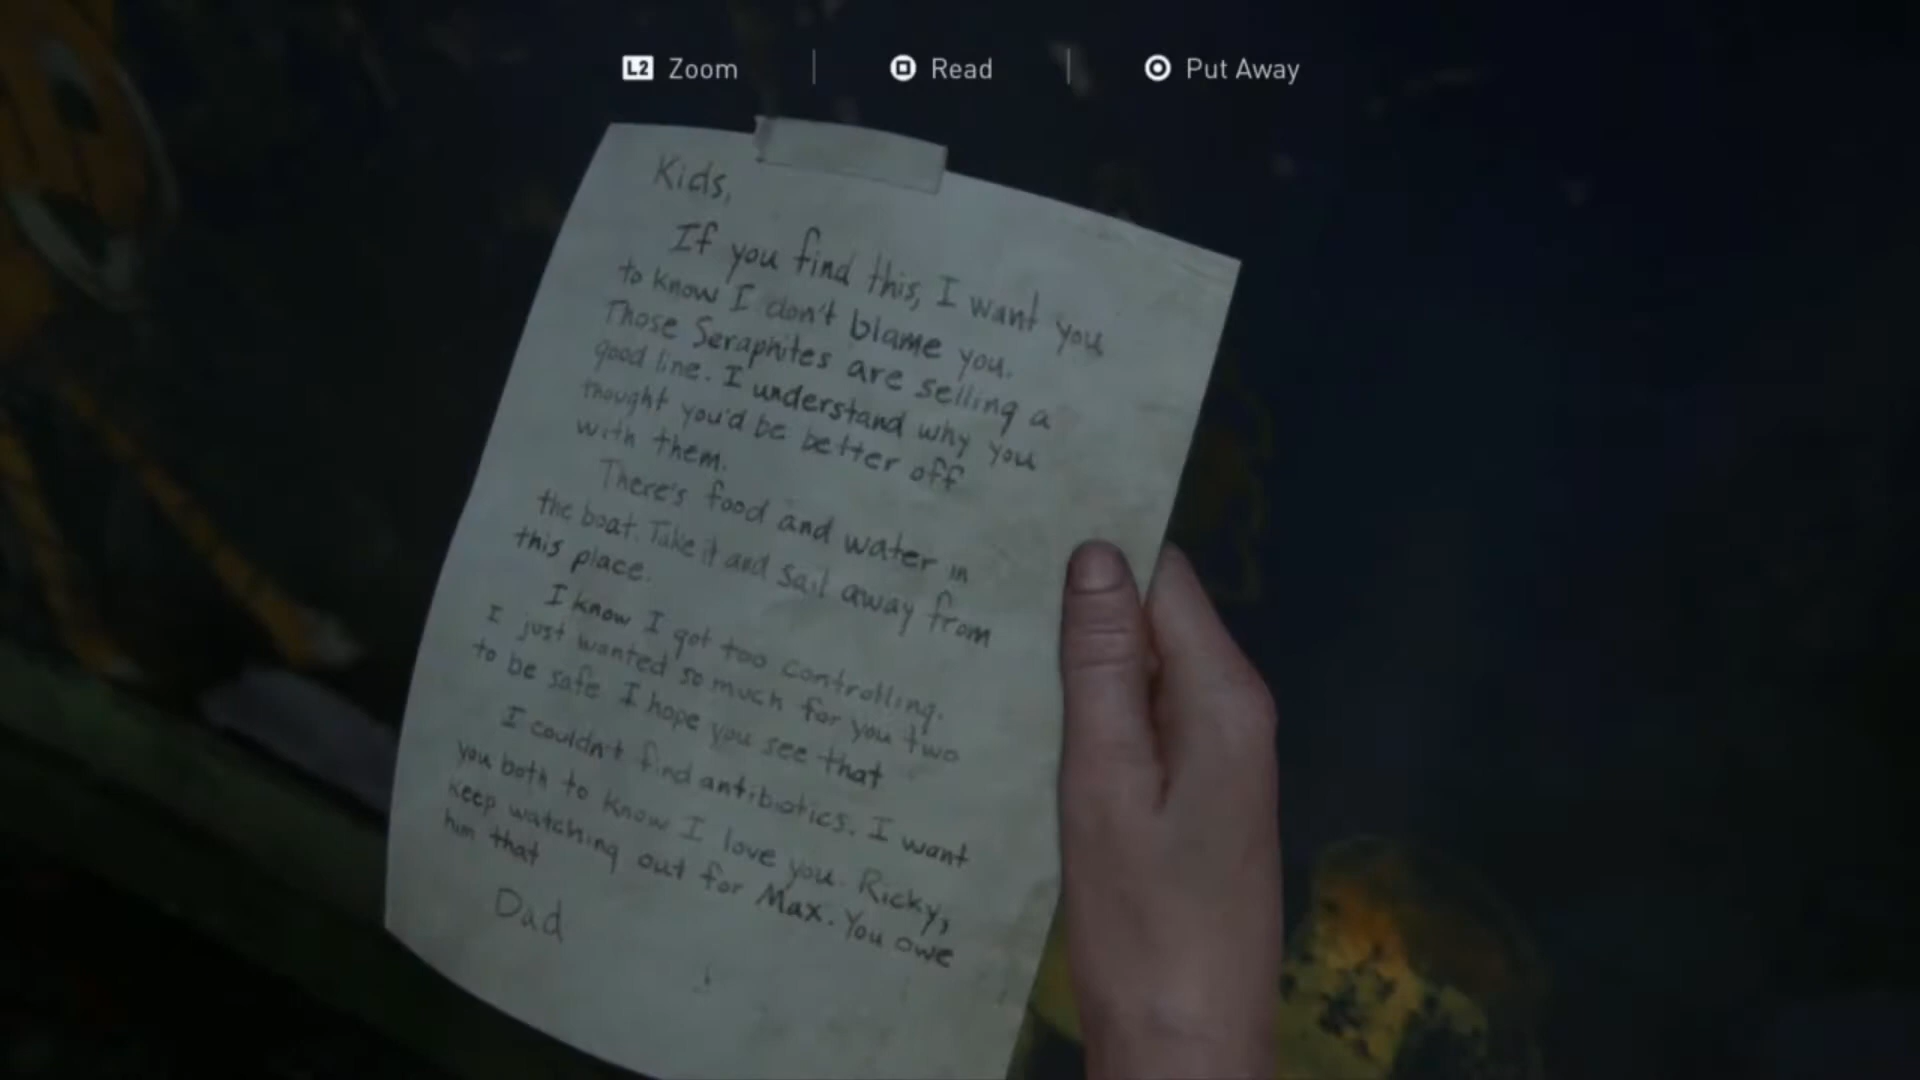 L2 Zoom | Read | Put Away
Kids,
If you find this, I want you
to know I don't blame you.
Those Seraphites are selling a
good line. I understand why you
thought you'd be better off
with them.
There's food and water in
the boat. Take it and sail away from
this place.
I know I got too controlling.
I just wanted so much for you two
to be safe. I hope you see that
I couldn't find antibiotics. I want
you both to know I love you. Ricky,
keep watching out for Max. You owe
him that
Dad